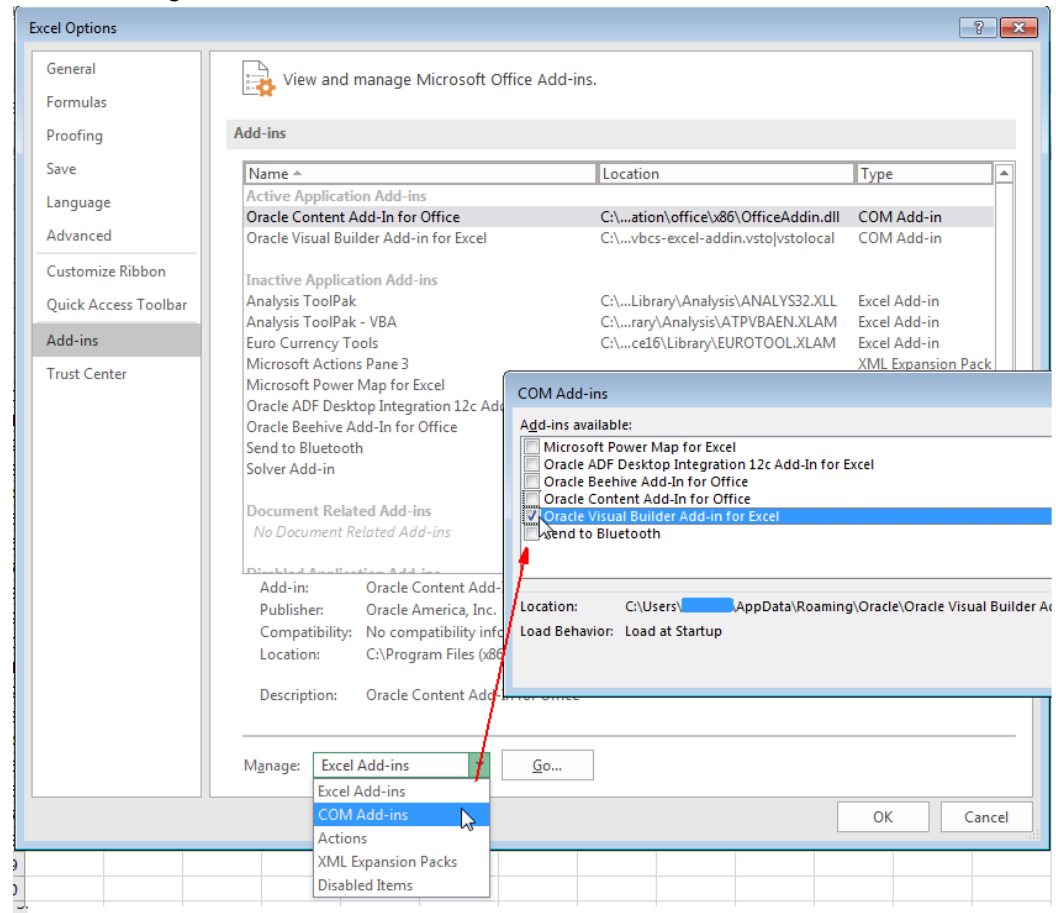 Excel Options
General
Formulas
Proofing
Save
Language
Advanced
Customize Ribbon
Quick Access Toolbar
Add-ins
Trust Center
View and manage Microsoft Office Add-ins.
Add-ins
Name Location Type
Active Application Add-ins
Oracle Content Add-In for Office C:\...ation\office\x86\OfficeAddin.dll COM Add-in
Oracle Visual Builder Add-in for Excel C:\...vbcs-excel-addin.vsto|vstolocal COM Add-in
Inactive Application Add-ins
Analysis ToolPak C:\...Library\Analysis\ANALYS32.XLL Excel Add-in
Analysis ToolPak - VBA C:\...rary\Analysis\ATPVBAEN.XLAM Excel Add-in
Euro Currency Tools C:\...ce16\Library\EUROTOOL.XLAM Excel Add-in
Microsoft Actions Pane 3 XML Expansion Pack
Microsoft Power Map for Excel
Oracle ADF Desktop Integration 12c Add
Oracle Beehive Add-In for Office
Send to Bluetooth
Solver Add-in
Document Related Add-ins
No Document Related Add-ins
Disabled Application Add-ins
Add-in: Oracle Content Add-
Publisher: Oracle America, Inc.
Compatibility: No compatibility info
Location: C:\Program Files (x86
Description: Oracle Content Add-In for Office
COM Add-ins
Add-ins available:
Microsoft Power Map for Excel
Oracle ADF Desktop Integration 12c Add-In for Excel
Oracle Beehive Add-In for Office
Oracle Content Add-In for Office
Oracle Visual Builder Add-in for Excel
Send to Bluetooth
Location: C:\Users\ \AppData\Roaming\Oracle\Oracle Visual Builder Ad
Load Behavior: Load at Startup
Manage: Excel Add-ins Go...
Excel Add-ins
COM Add-ins
Actions
XML Expansion Packs
Disabled Items
OK Cancel